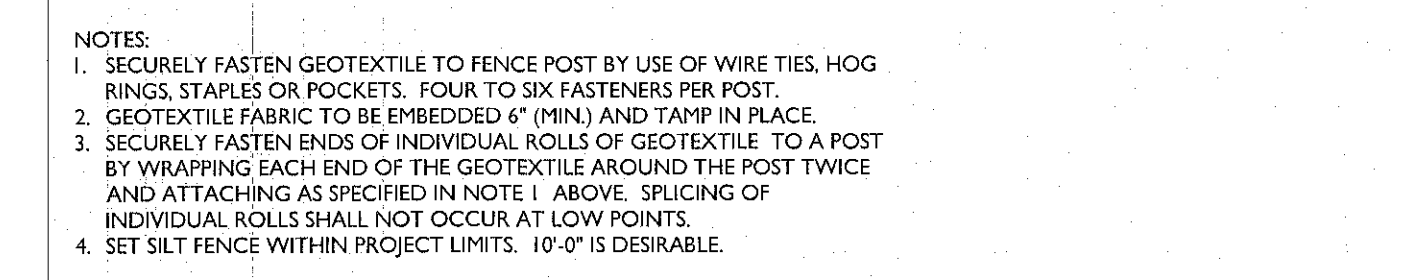 NOTES:
1. SECURELY FASTEN GEOTEXTILE TO FENCE POST BY USE OF WIRE TIES, HOG
RINGS, STAPLES OR POCKETS. FOUR TO SIX FASTENERS PER POST.
2. GEOTEXTILE FABRIC TO BE EMBEDDED 6" (MIN.) AND TAMP IN PLACE.
3. SECURELY FASTEN ENDS OF INDIVIDUAL ROLLS OF GEOTEXTILE TO A POST
BY WRAPPING EACH END OF THE GEOTEXTILE AROUND THE POST TWICE
AND ATTACHING AS SPECIFIED IN NOTE 1 ABOVE. SPLICING OF
INDIVIDUAL ROLLS SHALL NOT OCCUR AT LOW POINTS.
4. SET SILT FENCE WITHIN PROJECT LIMITS. 10'-0" IS DESIRABLE.